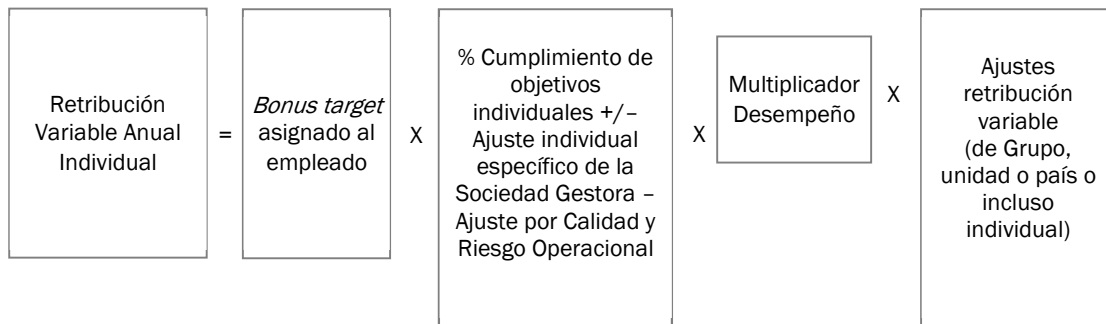 Retribución
Variable Anual
Individual
=
Bonus target
asignado al
empleado
X
% Cumplimiento de
objetivos
individuales +/–
Ajuste individual
específico de la
Sociedad Gestora –
Ajuste por Calidad y
Riesgo Operacional
X
Multiplicador
Desempeño
X
Ajustes
retribución
variable
(de Grupo,
unidad o país o
incluso
individual)